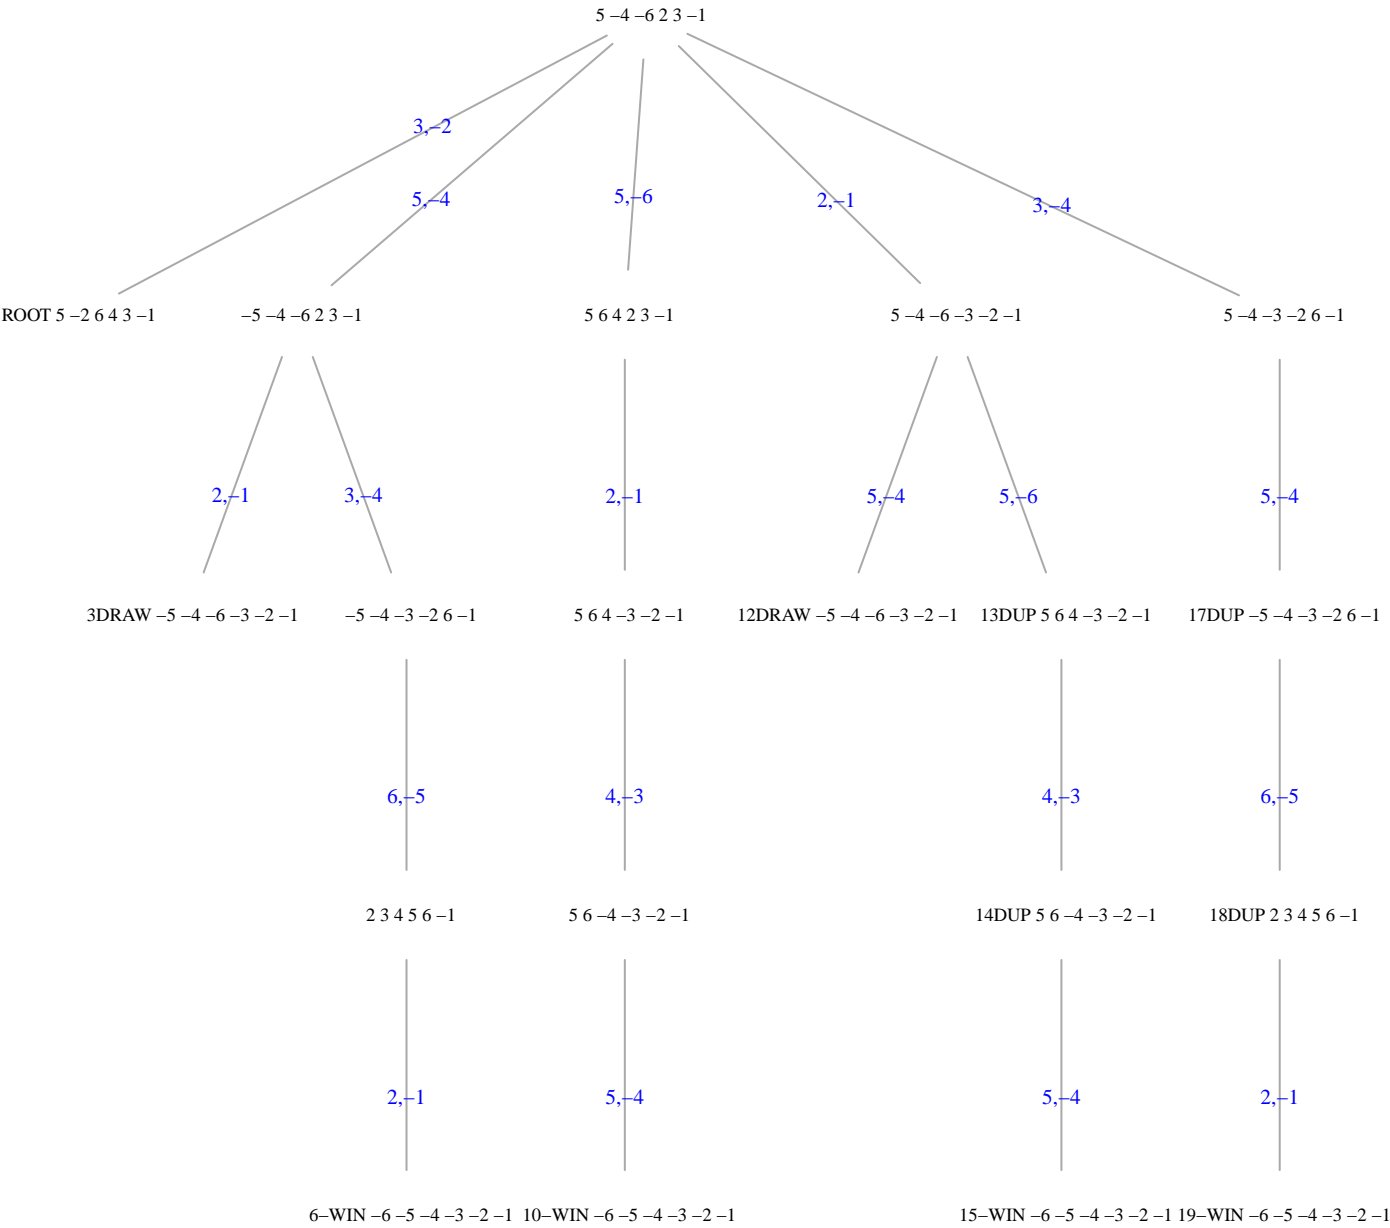 5 –4 –6 2 3 –1
3,–2
5,–4
5,–6
2,–1
3,–4
ROOT 5 –2 6 4 3 –1
–5 –4 –6 2 3 –1
5 6 4 2 3 –1
5 –4 –6 –3 –2 –1
5 –4 –3 –2 6 –1
2,–1
3,–4
2,–1
5,–4
5,–6
5,–4
3DRAW –5 –4 –6 –3 –2 –1
–5 –4 –3 –2 6 –1
5 6 4 –3 –2 –1
12DRAW –5 –4 –6 –3 –2 –1
13DUP 5 6 4 –3 –2 –1
17DUP –5 –4 –3 –2 6 –1
6,–5
4,–3
4,–3
6,–5
2 3 4 5 6 –1
5 6 –4 –3 –2 –1
14DUP 5 6 –4 –3 –2 –1
18DUP 2 3 4 5 6 –1
2,–1
5,–4
5,–4
2,–1
6–WIN –6 –5 –4 –3 –2 –1
10–WIN –6 –5 –4 –3 –2 –1
15–WIN –6 –5 –4 –3 –2 –1
19–WIN –6 –5 –4 –3 –2 –1